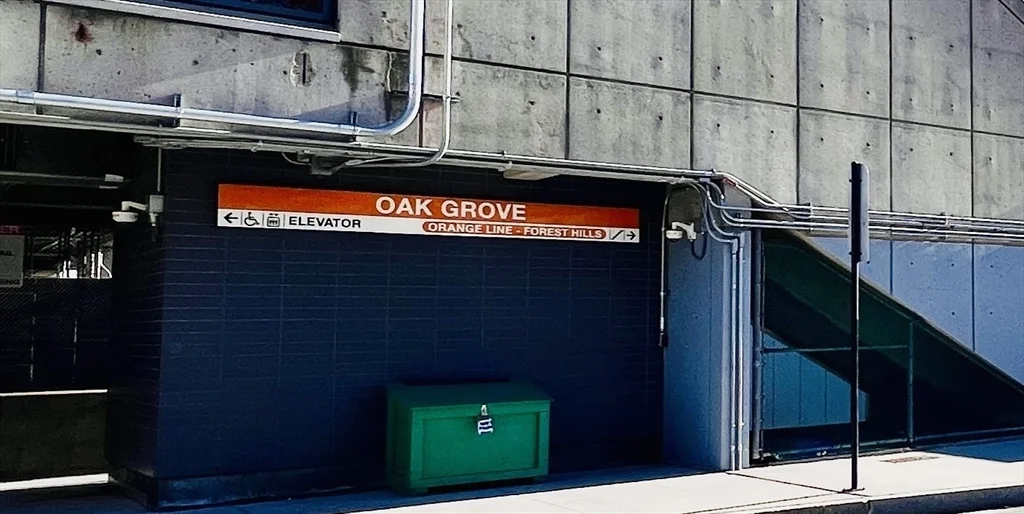 OAK GROVE
ELEVATOR
ORANGE LINE - FOREST HILLS